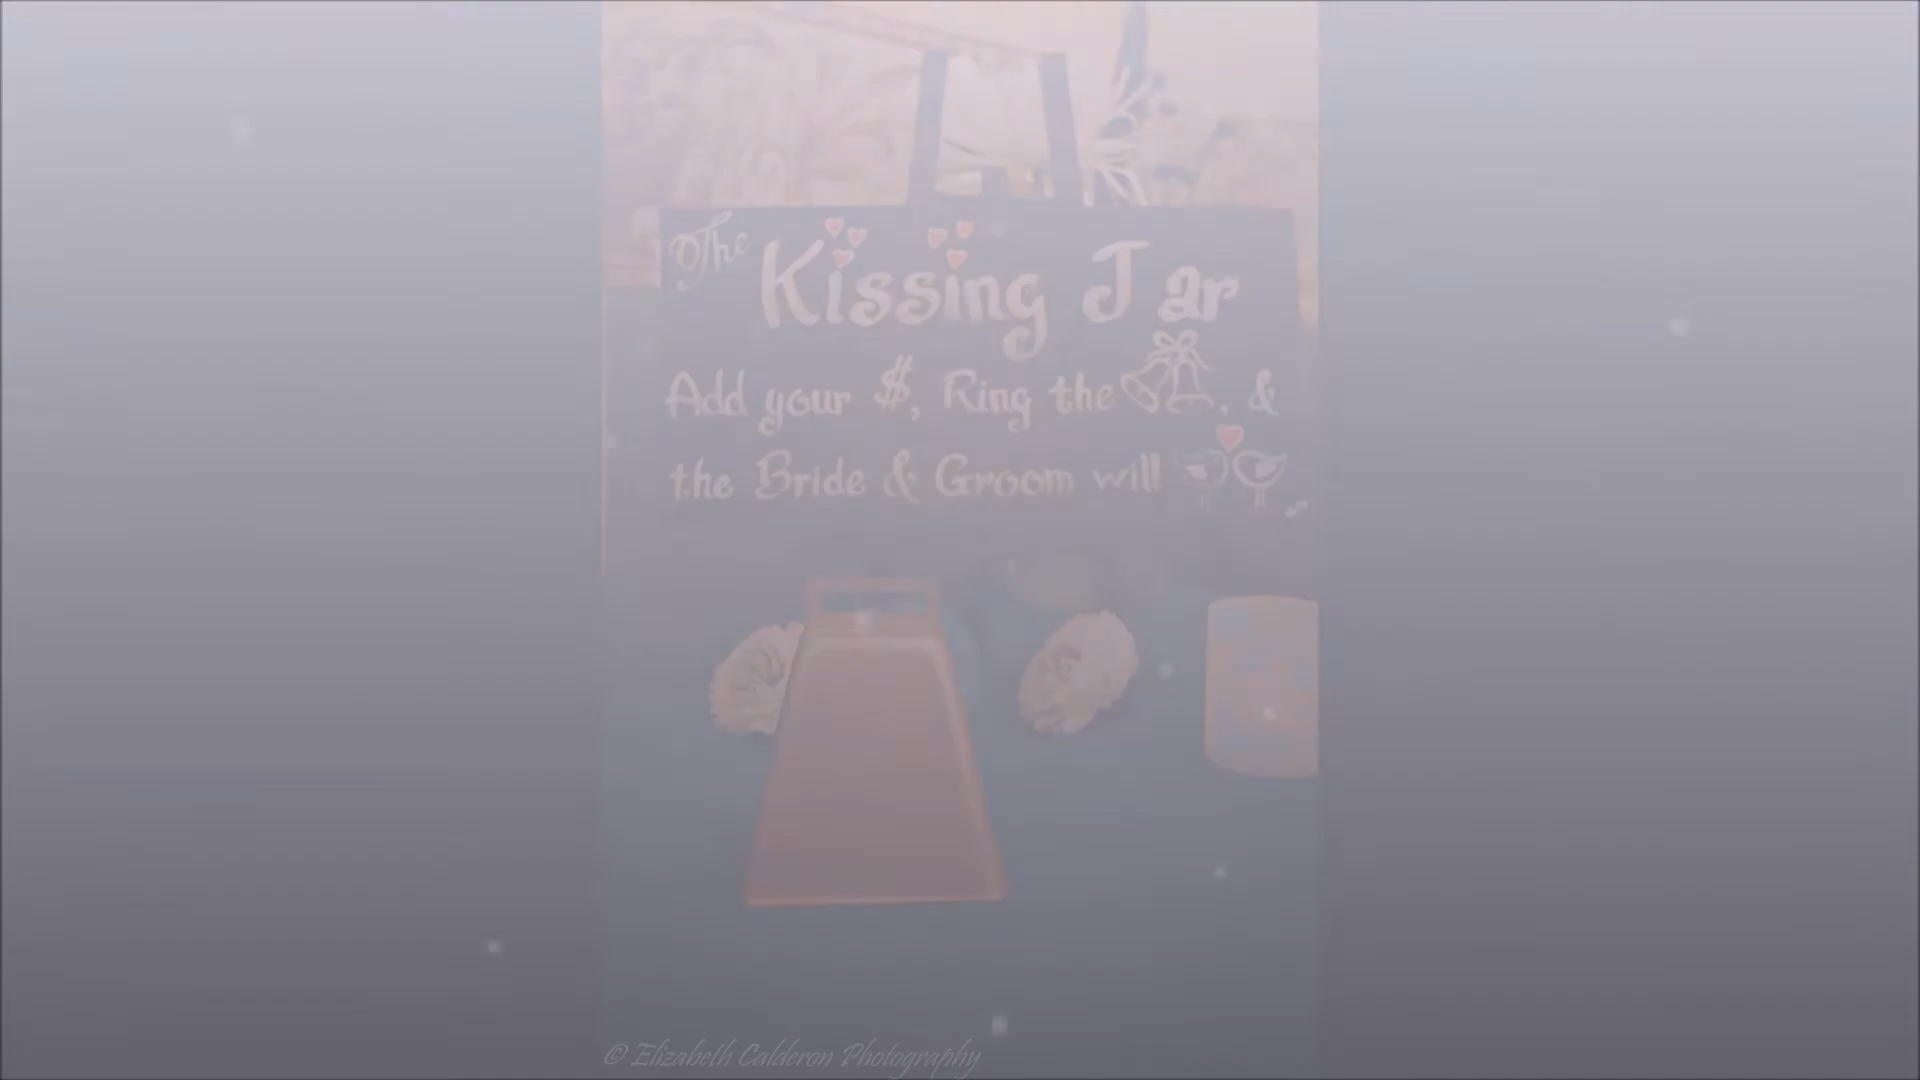 The Kissing Jar
Add your $, Ring the , &
the Bride & Groom will
© Elizabeth Calderon Photography